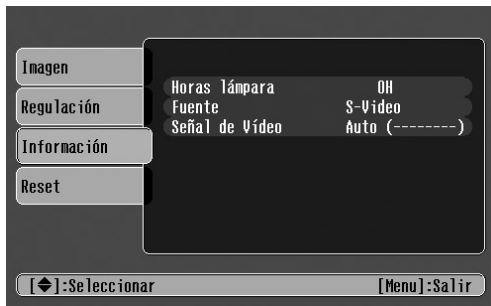 Imagen
Regulación
Información
Reset
Horas lámpara 0H
Fuente S-Video
Señal de Vídeo Auto (--------)
[◆]:Seleccionar [Menu]:Salir